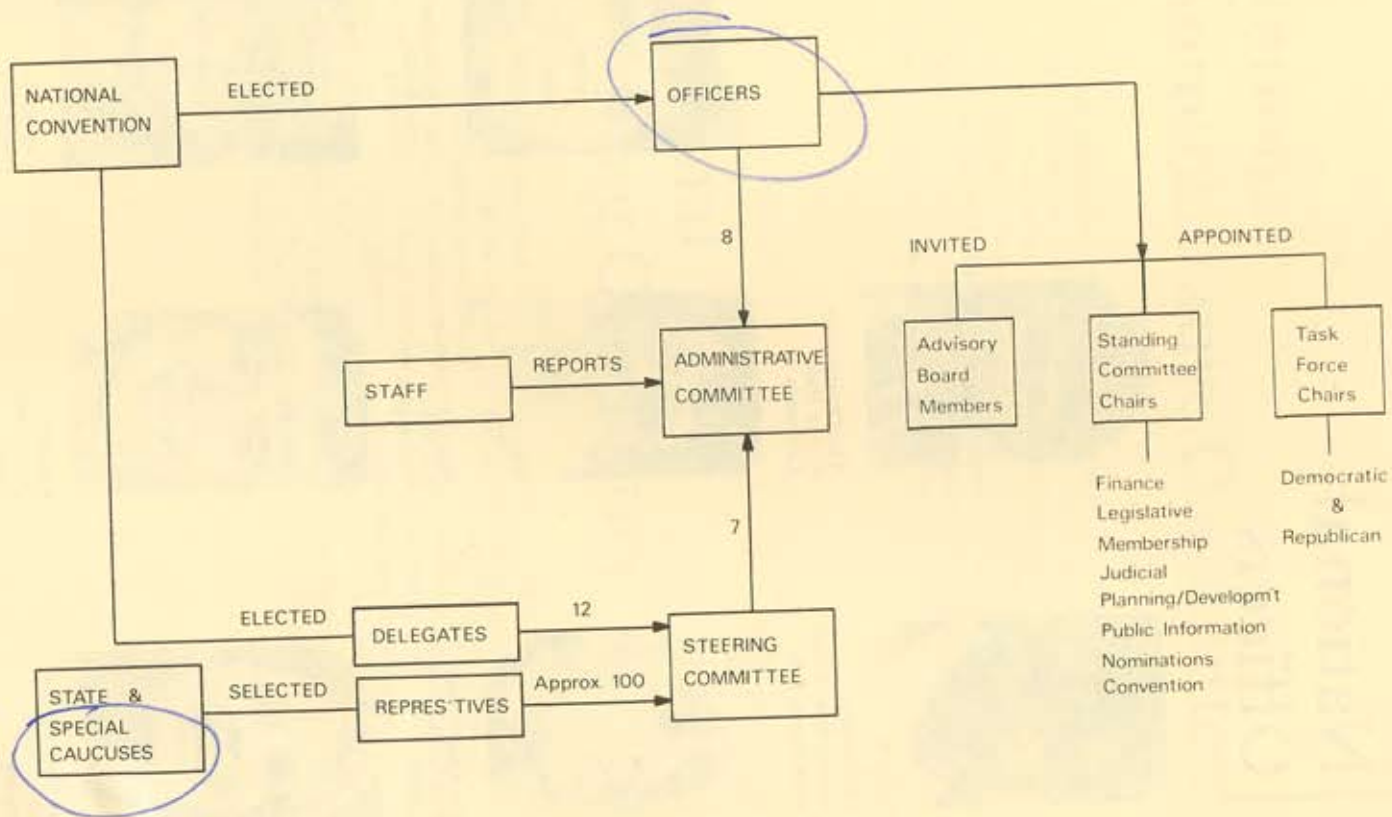 NATIONAL
CONVENTION
ELECTED
OFFICERS
8
INVITED
APPOINTED
Advisory
Board
Members
Standing
Committee
Chairs
Task
Force
Chairs
STAFF
REPORTS
ADMINISTRATIVE
COMMITTEE
Finance
Legislative
Membership
Judicial
Planning/Developm't
Public Information
Nominations
Convention
Democratic
&
Republican
7
ELECTED
DELEGATES
12
STEERING
COMMITTEE
STATE &
SPECIAL
CAUCUSES
SELECTED
REPRES'TIVES
Approx. 100